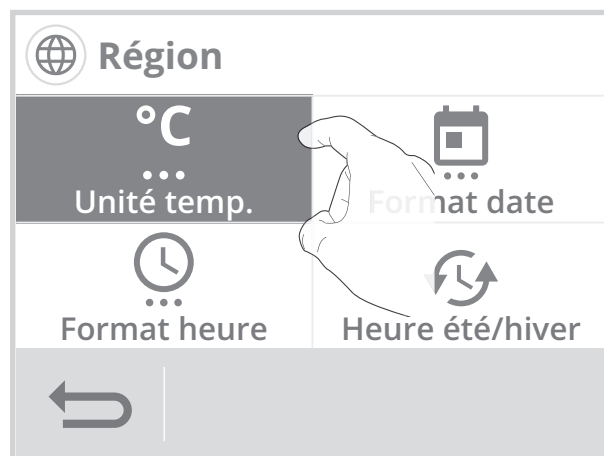 Région
°C
Unité temp.
Format date
Format heure
Heure été/hiver